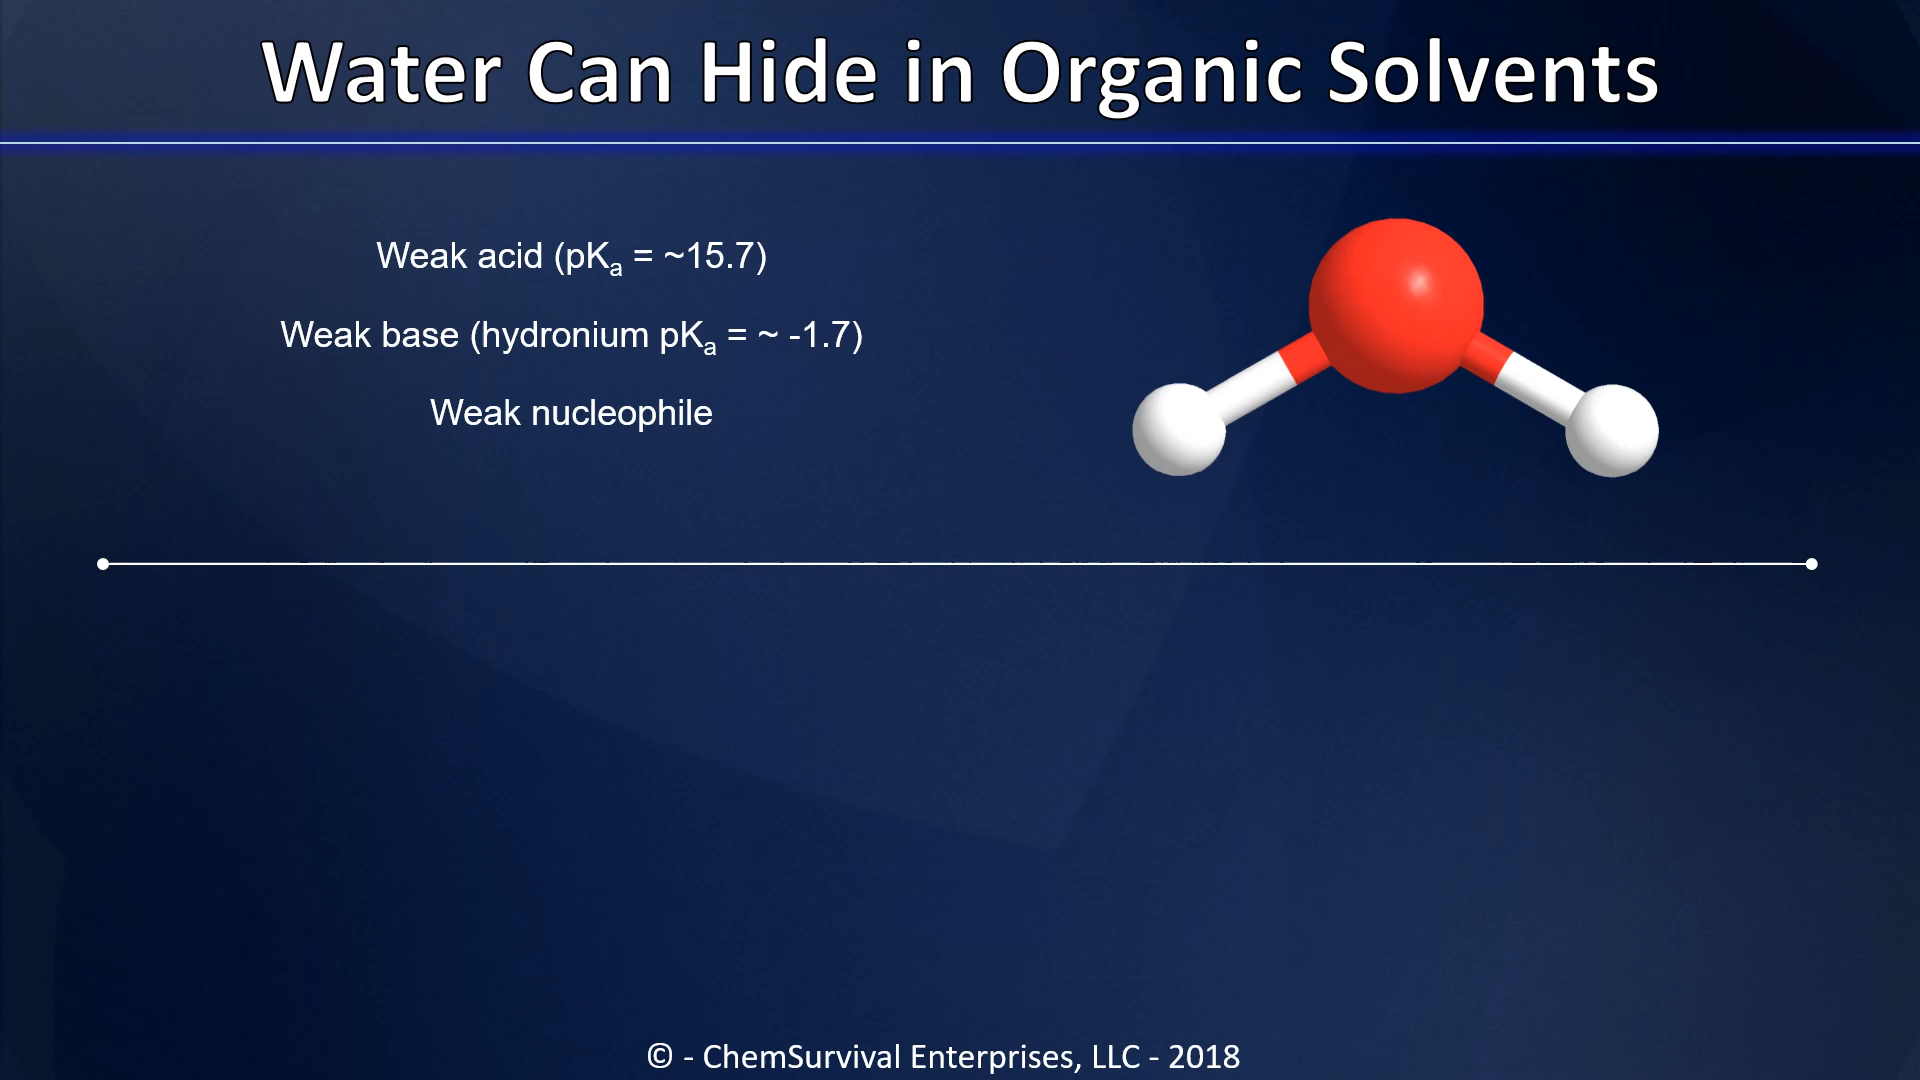 Water Can Hide in Organic Solvents
Weak acid (pKₐ = ~15.7)
Weak base (hydronium pKₐ = ~ -1.7)
Weak nucleophile
© - ChemSurvival Enterprises, LLC - 2018